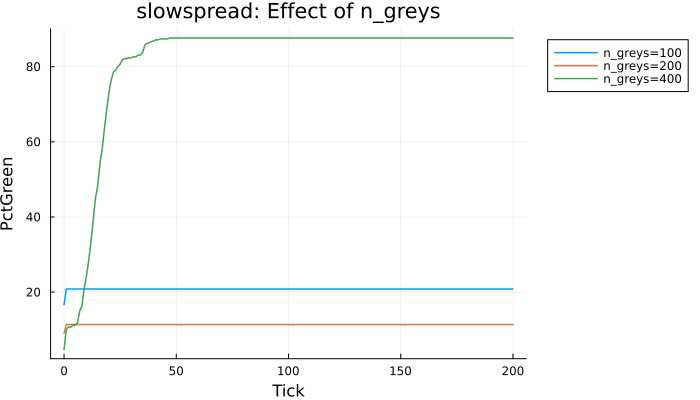 slowspread: Effect of n_greys
n_greys=100
n_greys=200
n_greys=400
PctGreen
80
60
40
20
0 50 100 150 200
Tick